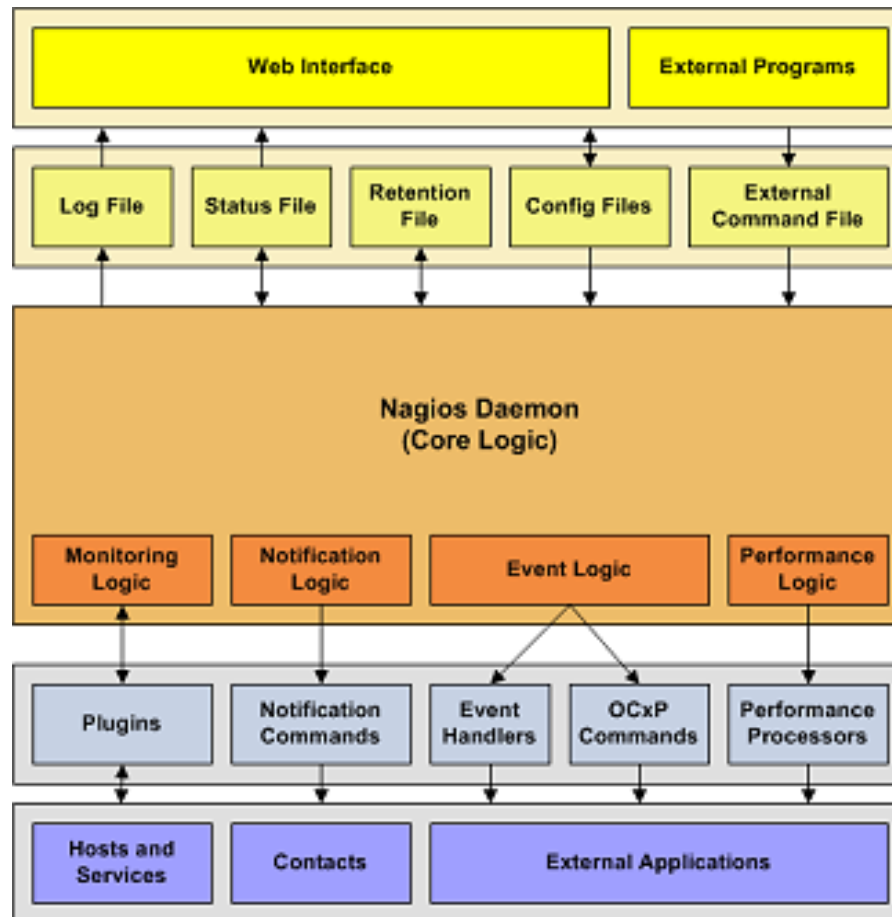 Web Interface
External Programs
Log File
Status File
Retention
File
Config Files
External
Command File
Nagios Daemon
(Core Logic)
Monitoring
Logic
Notification
Logic
Event Logic
Performance
Logic
Plugins
Notification
Commands
Event
Handlers
OCxP
Commands
Performance
Processors
Hosts and
Services
Contacts
External Applications